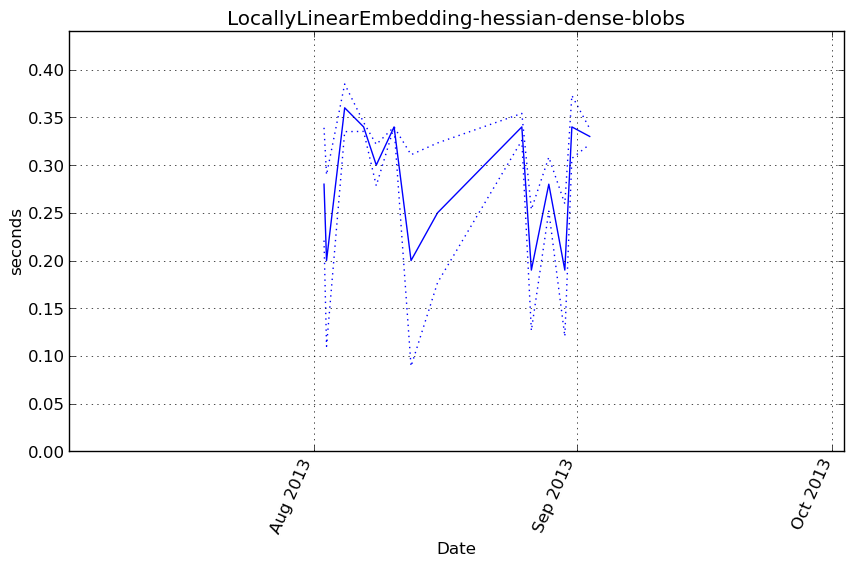 LocallyLinearEmbedding-hessian-dense-blobs
0.40
0.35
0.30
0.25
0.20
0.15
0.10
0.05
0.00
seconds
Aug 2013
Sep 2013
Oct 2013
Date